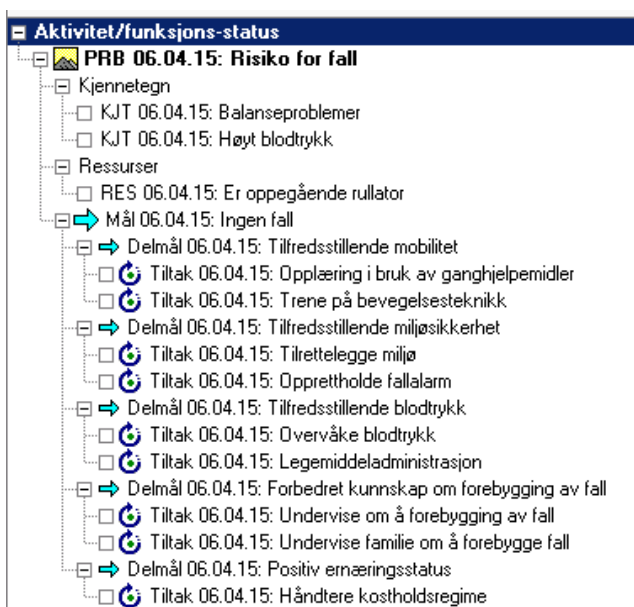 Aktivitet/funksjons-status
PRB 06.04.15: Risiko for fall
Kjennetegn
KJT 06.04.15: Balanseproblemer
KJT 06.04.15: Høyt blodtrykk
Ressurser
RES 06.04.15: Er oppegående rullator
Mål 06.04.15: Ingen fall
Delmål 06.04.15: Tilfredsstillende mobilitet
Tiltak 06.04.15: Opplæring i bruk av ganghjelpemidler
Tiltak 06.04.15: Trene på bevegelsesteknikk
Delmål 06.04.15: Tilfredsstillende miljøsikkerhet
Tiltak 06.04.15: Tilrettelegge miljø
Tiltak 06.04.15: Opprettholde fallalarm
Delmål 06.04.15: Tilfredsstillende blodtrykk
Tiltak 06.04.15: Overvåke blodtrykk
Tiltak 06.04.15: Legemiddeladministrasjon
Delmål 06.04.15: Forbedret kunnskap om forebygging av fall
Tiltak 06.04.15: Undervise om å forebygging av fall
Tiltak 06.04.15: Undervise familie om å forebygge fall
Delmål 06.04.15: Positiv ernæringsstatus
Tiltak 06.04.15: Håndtere kostholdsregime